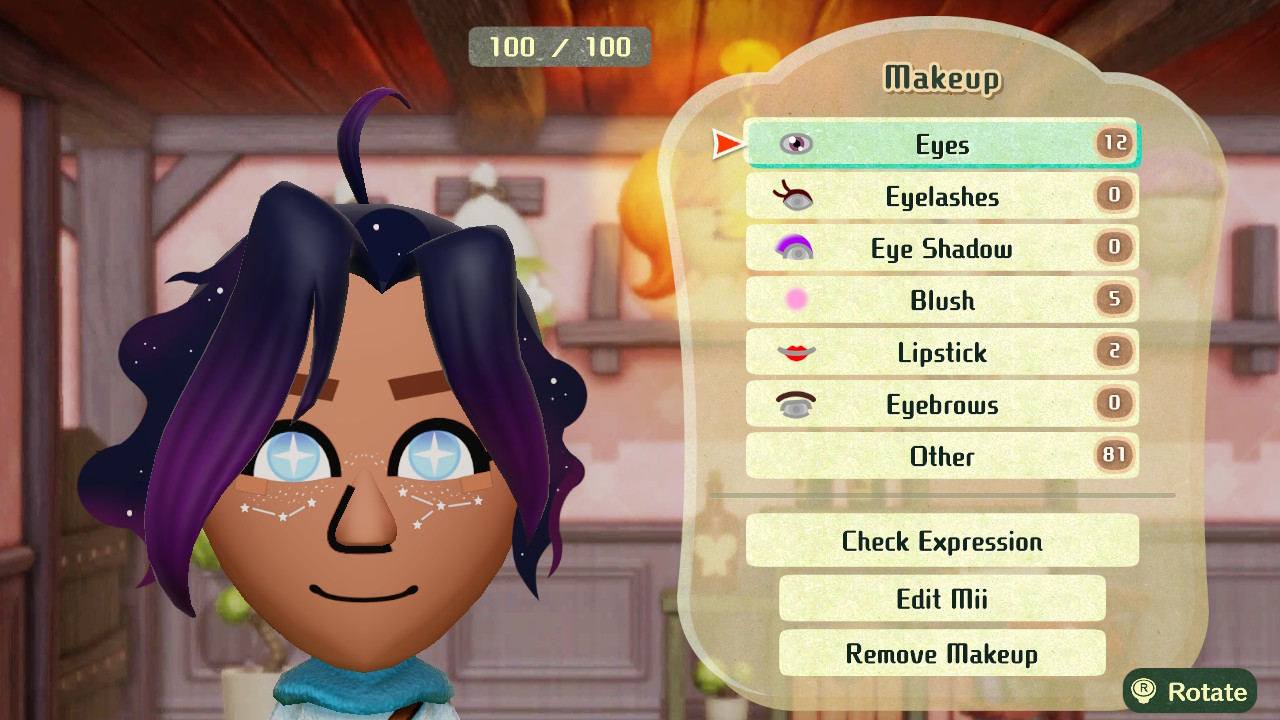 100 / 100
Makeup
Eyes 12
Eyelashes 0
Eye Shadow 0
Blush 5
Lipstick 2
Eyebrows 0
Other 81
Check Expression
Edit Mii
Remove Makeup
R Rotate